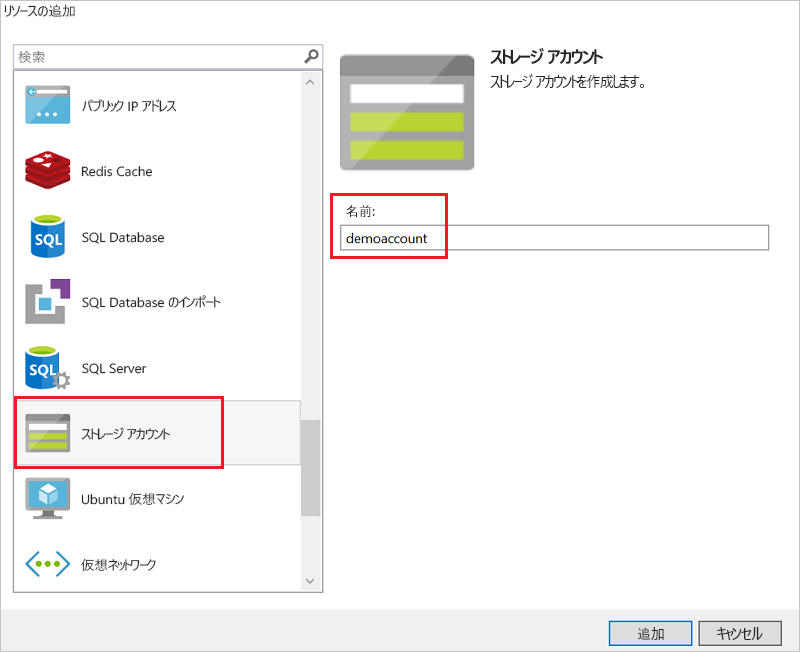 リソースの追加
検索
パブリック IP アドレス
Redis Cache
SQL
SQL Database
SQL Database のインポート
SQL
SQL Server
ストレージ アカウント
Ubuntu 仮想マシン
仮想ネットワーク
ストレージ アカウント
ストレージ アカウントを作成します。
名前:
demoaccount
追加
キャンセル